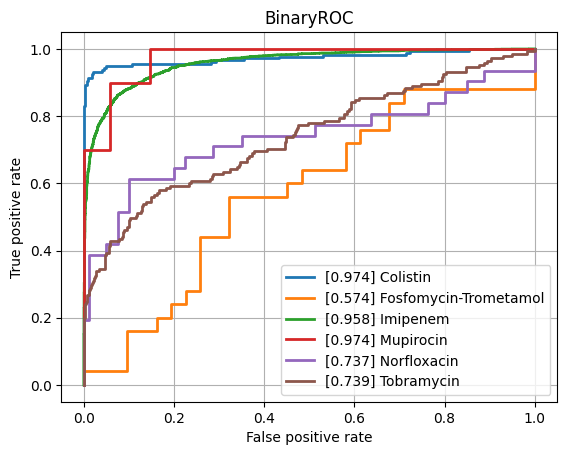 BinaryROC
True positive rate
1.0
0.8
0.6
0.4
0.2
0.0
[0.974] Colistin
[0.574] Fosfomycin-Trometamol
[0.958] Imipenem
[0.974] Mupirocin
[0.737] Norfloxacin
[0.739] Tobramycin
0.0 0.2 0.4 0.6 0.8 1.0
False positive rate